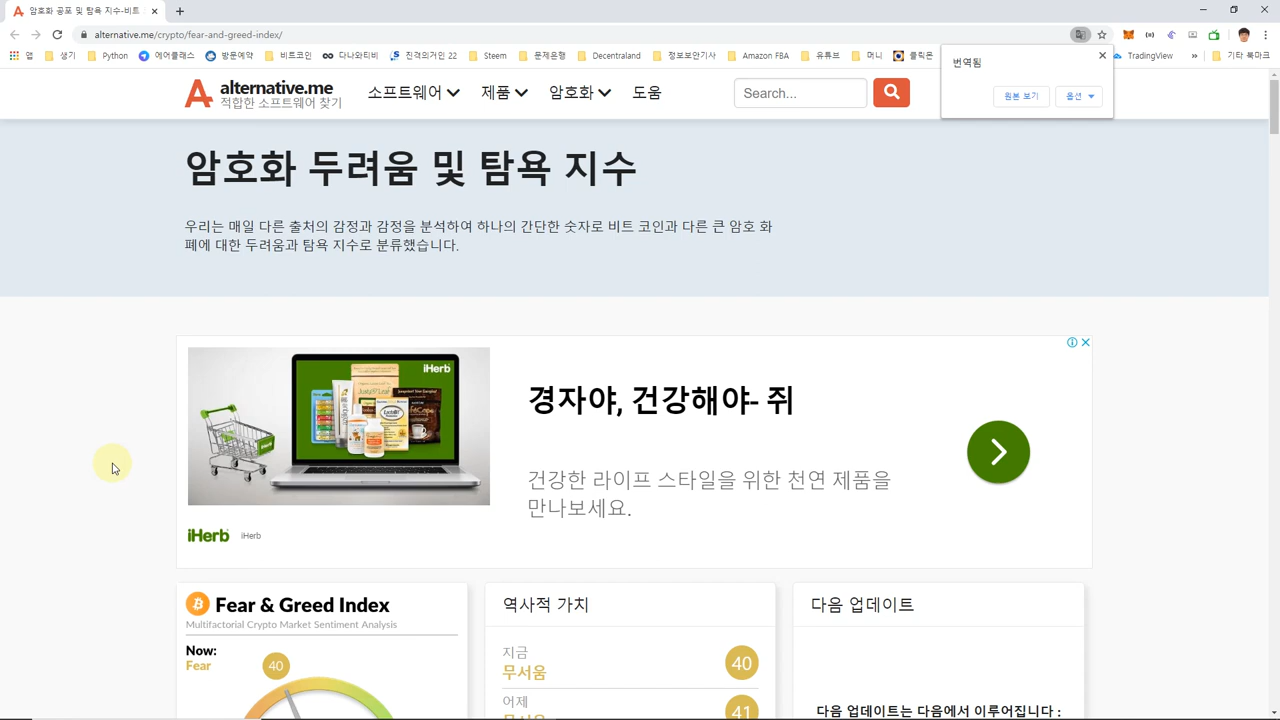 암호화 공포 및 탐욕 지수-비트
alternative.me/crypto/fear-and-greed-index/
앱 생기 Python 에어클래스 방문예약 비트코인 다나와티비 진격의거인 22 Steem 문제은행 Decentraland 정보보안기사 Amazon FBA 유튜브 머니 클릭온 TradingView » 기타 북마크
번역됨
원본 보기 옵션
alternative.me
적합한 소프트웨어 찾기
소프트웨어 제품 암호화 도움
Search...
암호화 두려움 및 탐욕 지수
우리는 매일 다른 출처의 감정과 감정을 분석하여 하나의 간단한 숫자로 비트 코인과 다른 큰 암호 화
폐에 대한 두려움과 탐욕 지수로 분류했습니다.
iHerb
경자야, 건강해야- 쥐
건강한 라이프 스타일을 위한 천연 제품을
만나보세요.
iHerb iHerb
Fear & Greed Index
Multifactorial Crypto Market Sentiment Analysis
Now:
Fear
40
역사적 가치
지금
무서움
40
어제
무서움
41
다음 업데이트
다음 업데이트는 다음에서 이루어집니다 :